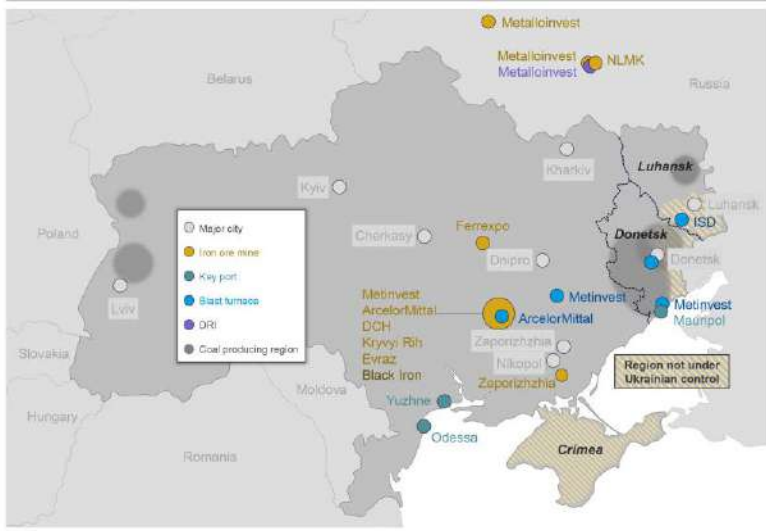 Metalloinvest
Metalloinvest
Metalloinvest
NLMK
Belarus
Russia
Luhansk
Kharkiv
Kyiv
Luhansk
Poland
Major city
Iron ore mine
Key port
Blast furnace
DRI
Coal producing region
Cherkasy
Ferrexpo
ISD
Donetsk
Dnipro
Donetsk
Lviv
Metinvest
ArcelorMittal
DCH
Kryvyi Rih
Evraz
Black Iron
Metinvest
ArcelorMittal
Metinvest
Mariupol
Zaporizhzhia
Nikopol
Zaporizhzhia
Region not under
Ukrainian control
Slovakia
Moldova
Hungary
Yuzhne
Odessa
Romania
Crimea